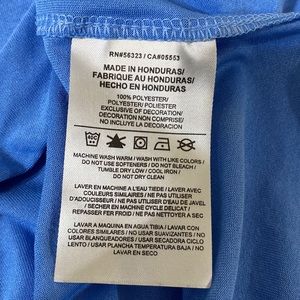 RN#56323 / CA#05553
MADE IN HONDURAS/
FABRIQUE AU HONDURAS/
HECHO EN HONDURAS
100% POLYESTER/
POLYESTER/POLIESTER
EXCLUSIVE OF DECORATION/
DECORATION NON COMPRISE/
NO INCLUYE LA DECORACION
MACHINE WASH WARM / WASH WITH LIKE COLORS /
DO NOT USE SOFTENERS / DO NOT BLEACH /
TUMBLE DRY LOW / COOL IRON /
DO NOT DRY CLEAN
LAVER EN MACHINE A L'EAU TIEDE / LAVER AVEC
COULEURS SIMILAIRES / NE PAS UTILISER
D'ADOUCISSEUR / NE PAS UTILISER D'EAU DE JAVEL
/ SECHER EN MACHINE CYCLE DELICAT /
REPASSER FER FROID / NE PAS NETTOYER A SEC
LAVAR A MAQUINA EN AGUA TIBIA / LAVAR CON
COLORES SIMILARES / NO USAR SUAVIZANTES / NO
USAR BLANQUEADORES / USAR SECADORA CICLO
LENTO / USAR PLANCHA TEMPERATURA BAJA / NO
LAVAR EN SECO